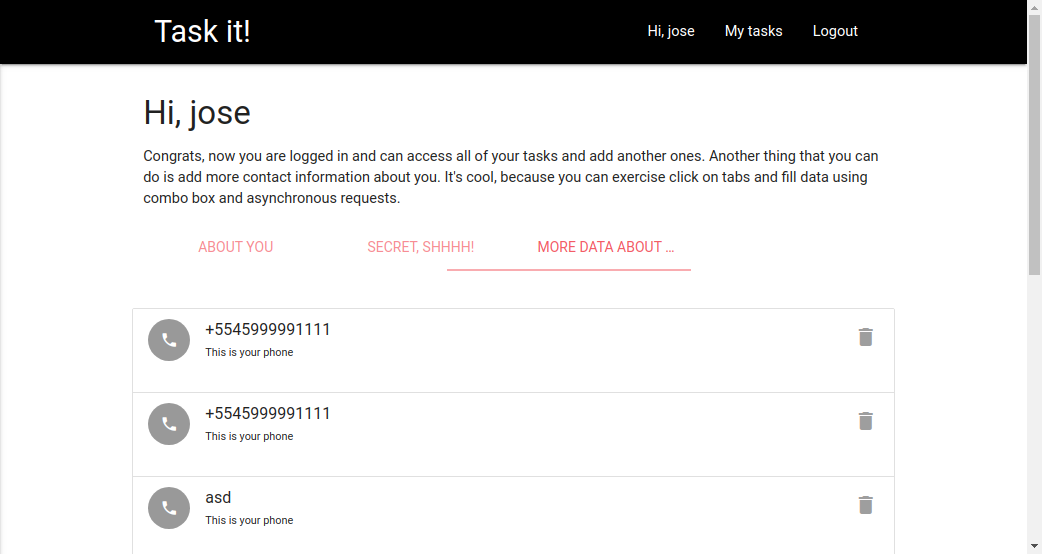 Task it!
Hi, jose
My tasks
Logout
Hi, jose
Congrats, now you are logged in and can access all of your tasks and add another ones. Another thing that you can
do is add more contact information about you. It's cool, because you can exercise click on tabs and fill data using
combo box and asynchronous requests.
ABOUT YOU
SECRET, SHHHH!
MORE DATA ABOUT ...
+5545999991111
This is your phone
+5545999991111
This is your phone
asd
This is your phone